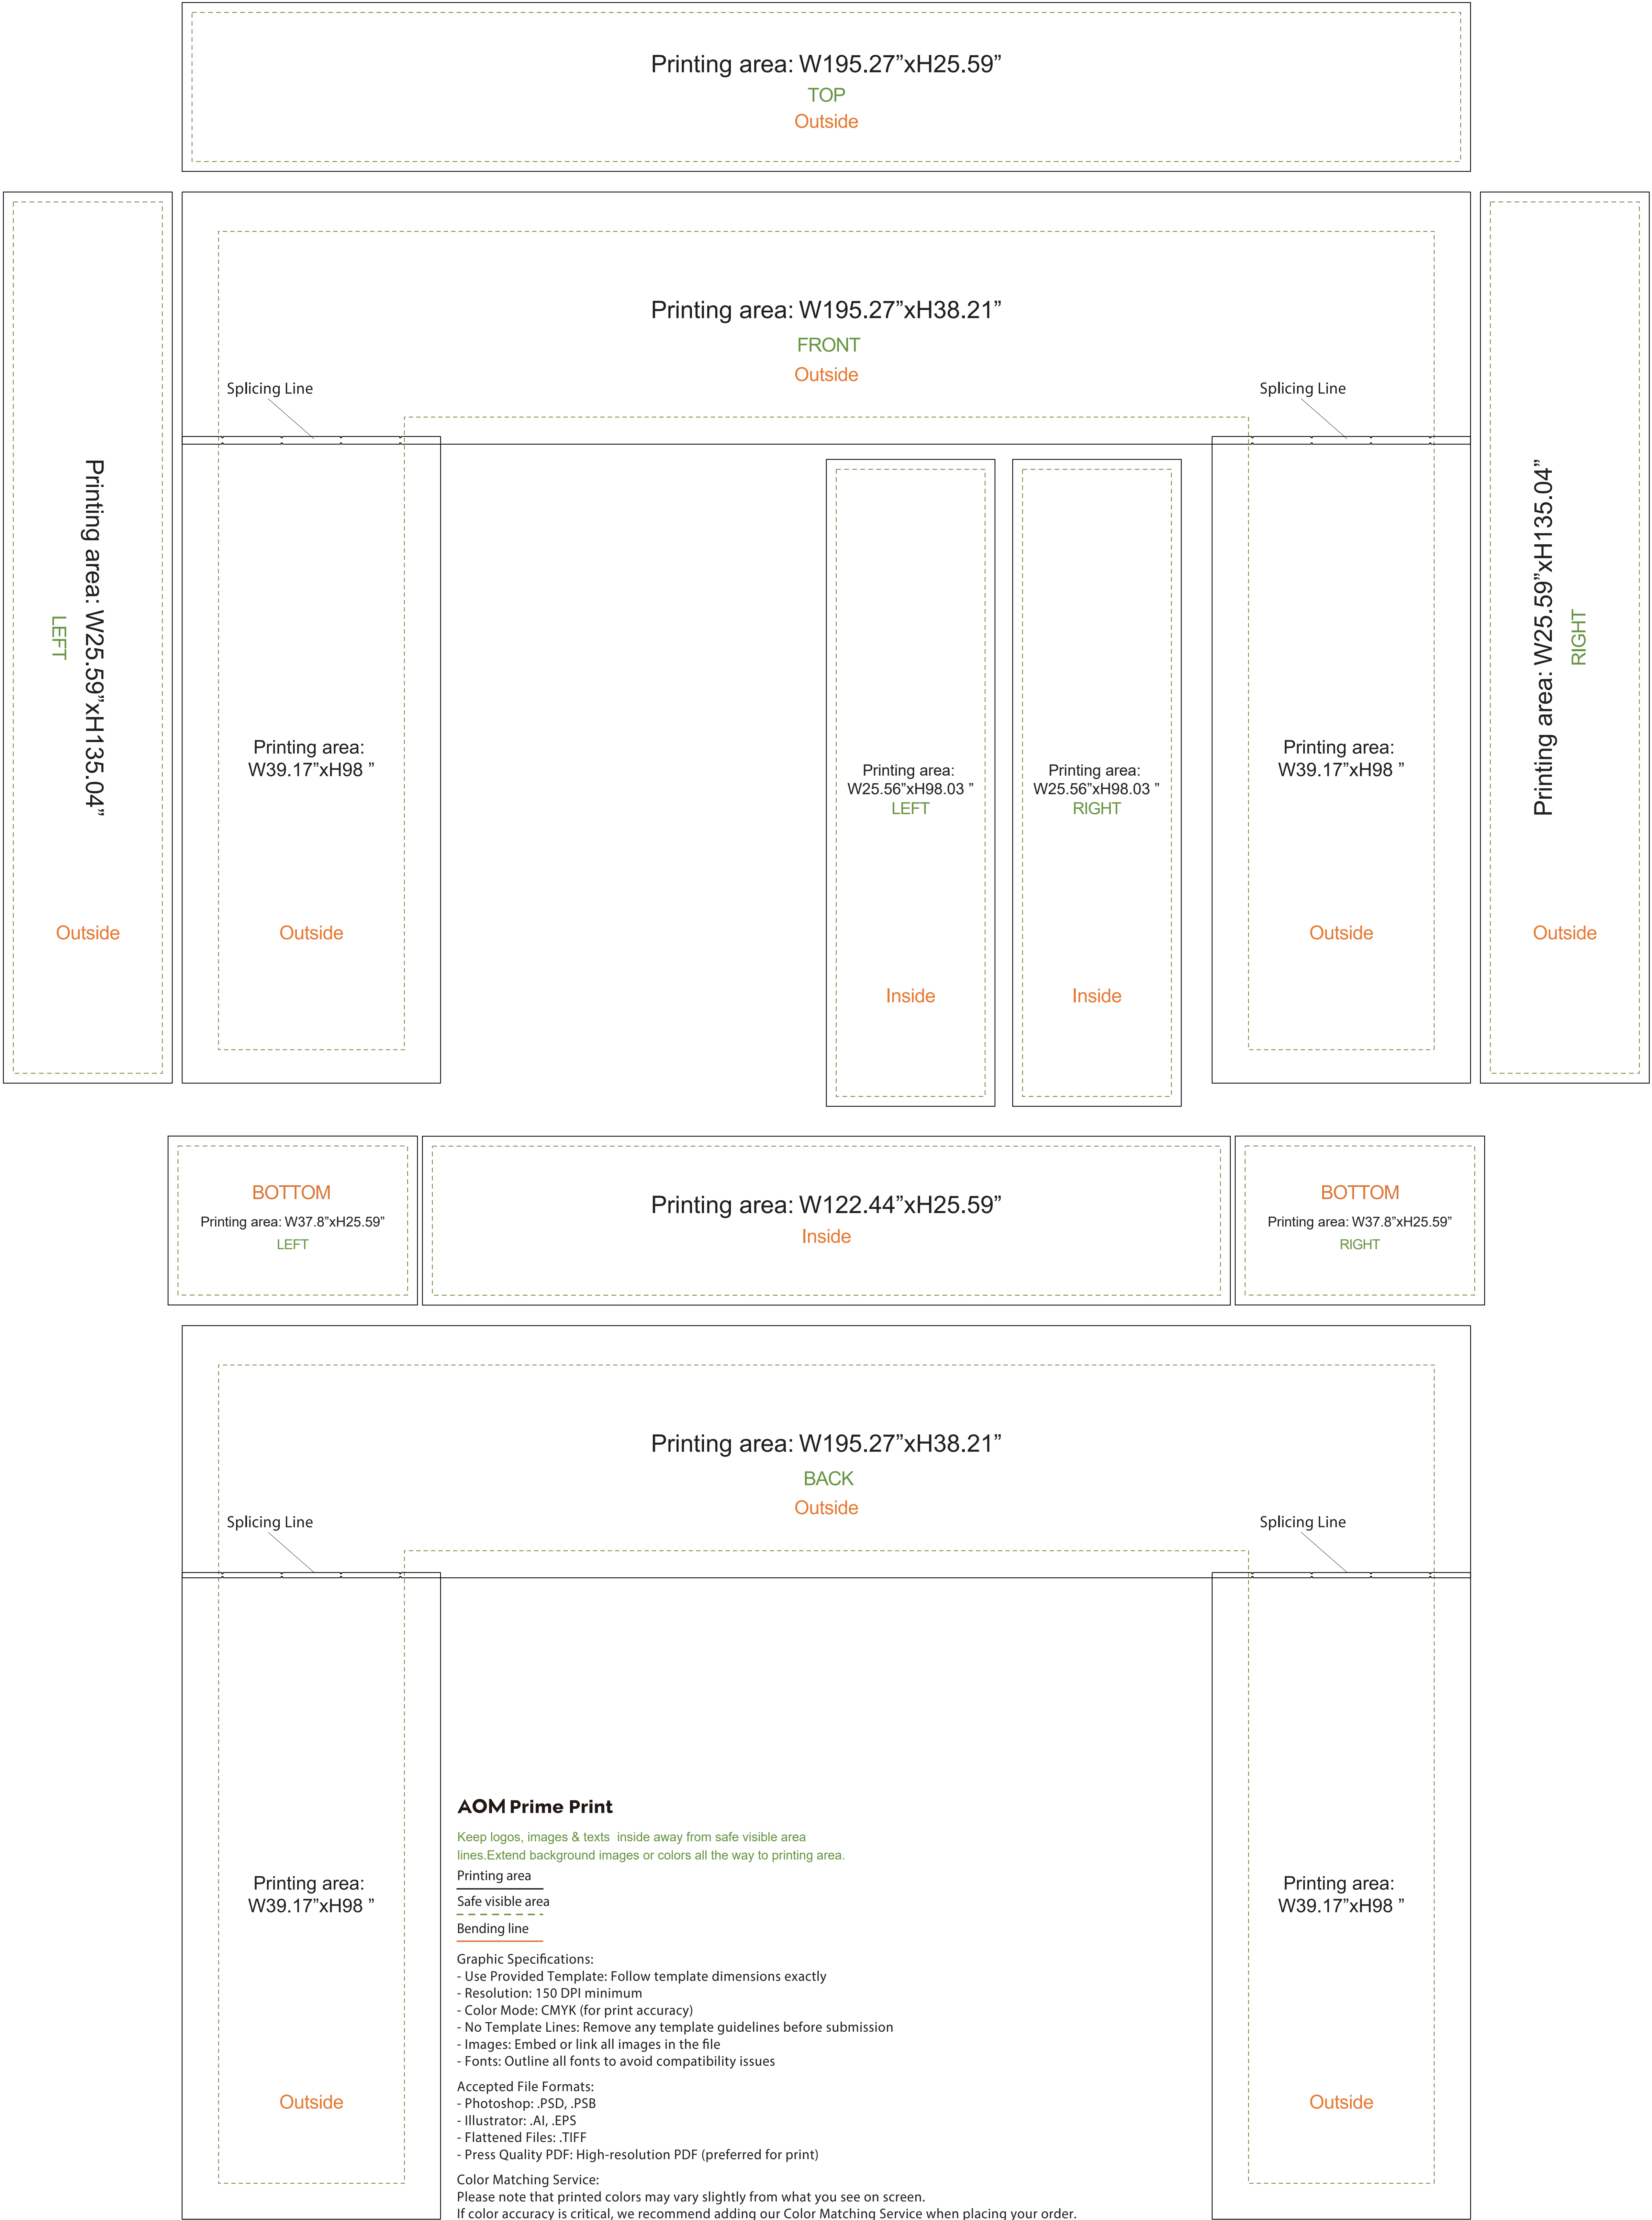 Printing area: W195.27”xH25.59”
TOP
Outside
Printing area: W195.27”xH38.21”
FRONT
Outside
Splicing Line
Splicing Line
Printing area: W25.59”xH135.04”
LEFT
Outside
Printing area:
W39.17”xH98 ”
Outside
Printing area:
W25.56”xH98.03 ”
LEFT
Inside
Printing area:
W25.56”xH98.03 ”
RIGHT
Inside
Printing area:
W39.17”xH98 ”
Outside
Printing area: W25.59”xH135.04”
RIGHT
Outside
BOTTOM
Printing area: W37.8”xH25.59”
LEFT
Printing area: W122.44”xH25.59”
Inside
BOTTOM
Printing area: W37.8”xH25.59”
RIGHT
Printing area: W195.27”xH38.21”
BACK
Outside
Splicing Line
Splicing Line
Printing area:
W39.17”xH98 ”
Outside
AOM Prime Print
Keep logos, images & texts  inside away from safe visible area
lines.Extend background images or colors all the way to printing area.
Printing area
Safe visible area
Bending line
Graphic Specifications:
- Use Provided Template: Follow template dimensions exactly
- Resolution: 150 DPI minimum
- Color Mode: CMYK (for print accuracy)
- No Template Lines: Remove any template guidelines before submission
- Images: Embed or link all images in the file
- Fonts: Outline all fonts to avoid compatibility issues
Accepted File Formats:
- Photoshop: .PSD, .PSB
- Illustrator: .AI, .EPS
- Flattened Files: .TIFF
- Press Quality PDF: High-resolution PDF (preferred for print)
Color Matching Service:
Please note that printed colors may vary slightly from what you see on screen.
If color accuracy is critical, we recommend adding our Color Matching Service when placing your order.
Printing area:
W39.17”xH98 ”
Outside